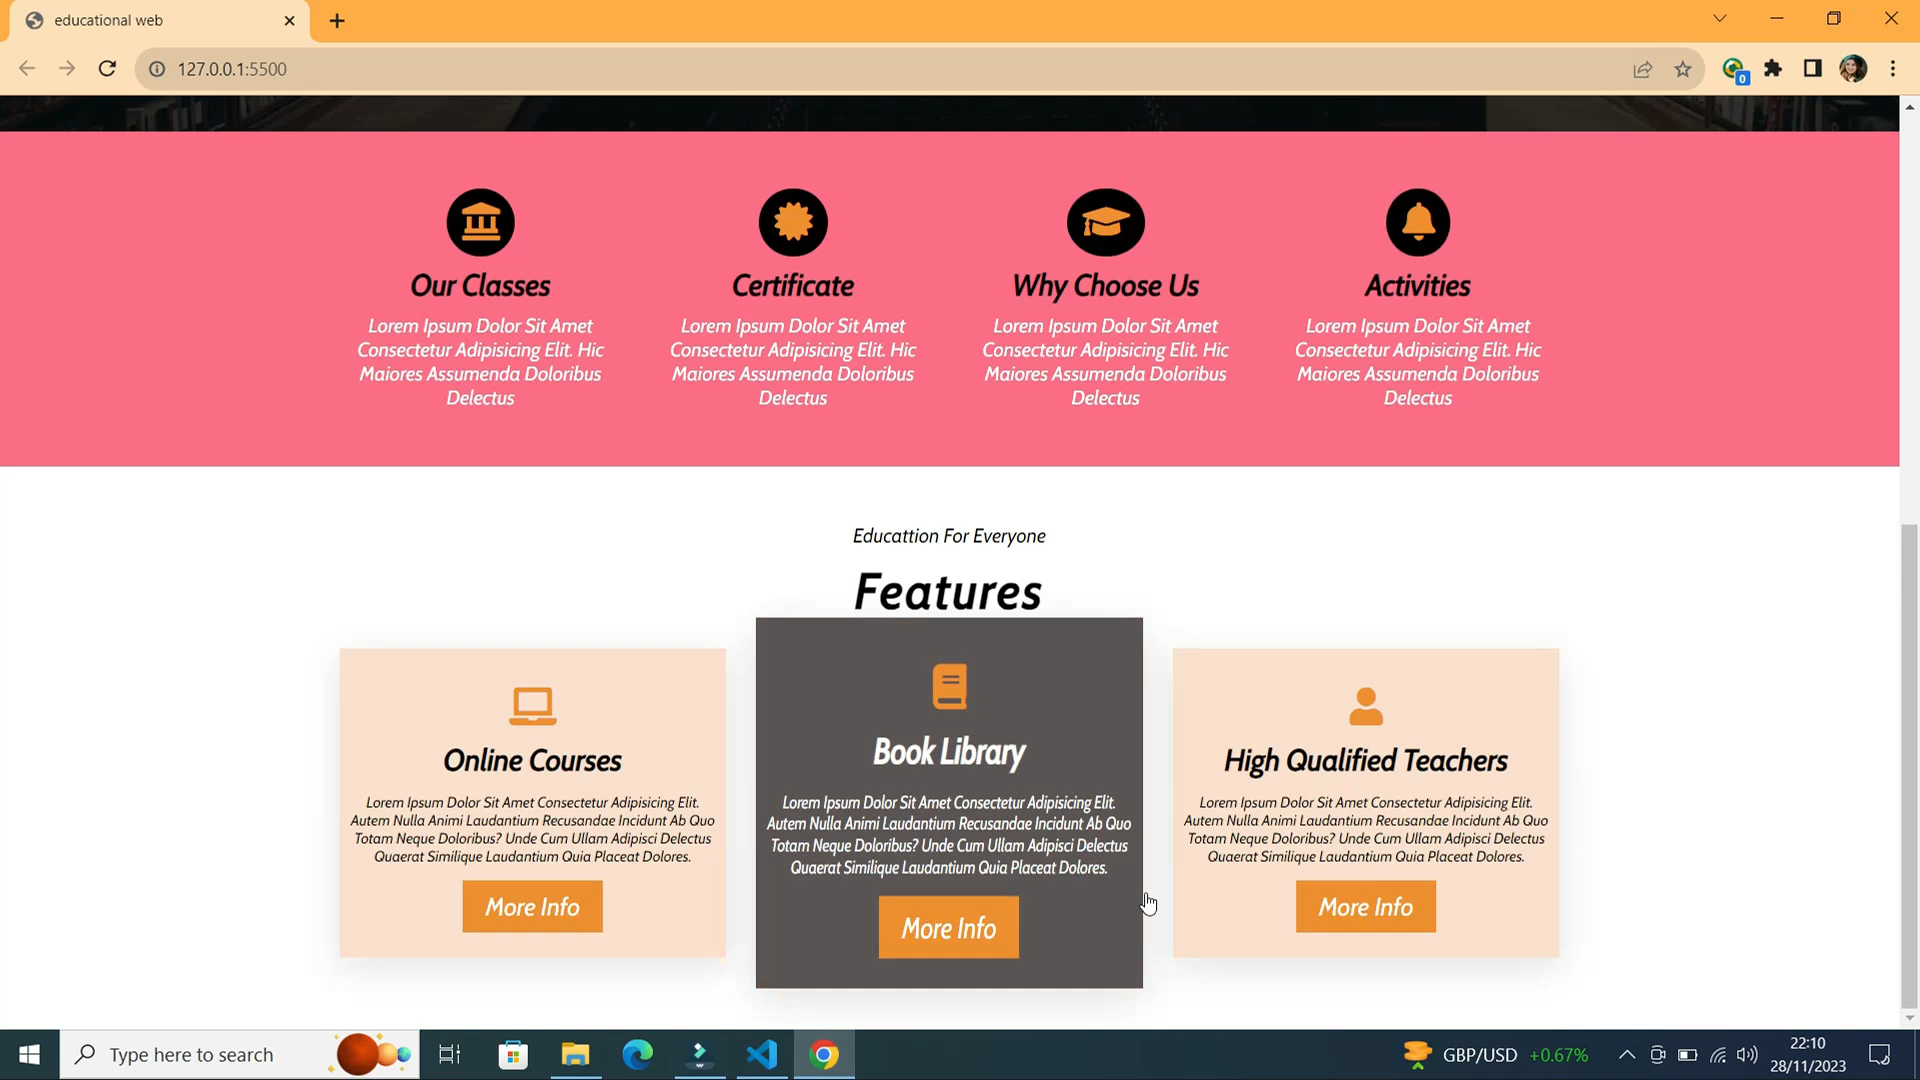 educational web
127.0.0.1:5500
0
Our Classes
Lorem Ipsum Dolor Sit Amet
Consectetur Adipisicing Elit. Hic
Maiores Assumenda Doloribus
Delectus
Certificate
Lorem Ipsum Dolor Sit Amet
Consectetur Adipisicing Elit. Hic
Maiores Assumenda Doloribus
Delectus
Why Choose Us
Lorem Ipsum Dolor Sit Amet
Consectetur Adipisicing Elit. Hic
Maiores Assumenda Doloribus
Delectus
Activities
Lorem Ipsum Dolor Sit Amet
Consectetur Adipisicing Elit. Hic
Maiores Assumenda Doloribus
Delectus
Educattion For Everyone
Features
Online Courses
Lorem Ipsum Dolor Sit Amet Consectetur Adipisicing Elit.
Autem Nulla Animi Laudantium Recusandae Incidunt Ab Quo
Totam Neque Doloribus? Unde Cum Ullam Adipisci Delectus
Quaerat Similique Laudantium Quia Placeat Dolores.
More Info
Book Library
Lorem Ipsum Dolor Sit Amet Consectetur Adipisicing Elit.
Autem Nulla Animi Laudantium Recusandae Incidunt Ab Quo
Totam Neque Doloribus? Unde Cum Ullam Adipisci Delectus
Quaerat Similique Laudantium Quia Placeat Dolores.
More Info
High Qualified Teachers
Lorem Ipsum Dolor Sit Amet Consectetur Adipisicing Elit.
Autem Nulla Animi Laudantium Recusandae Incidunt Ab Quo
Totam Neque Doloribus? Unde Cum Ullam Adipisci Delectus
Quaerat Similique Laudantium Quia Placeat Dolores.
More Info
Type here to search
GBP/USD +0.67%
22:10
28/11/2023